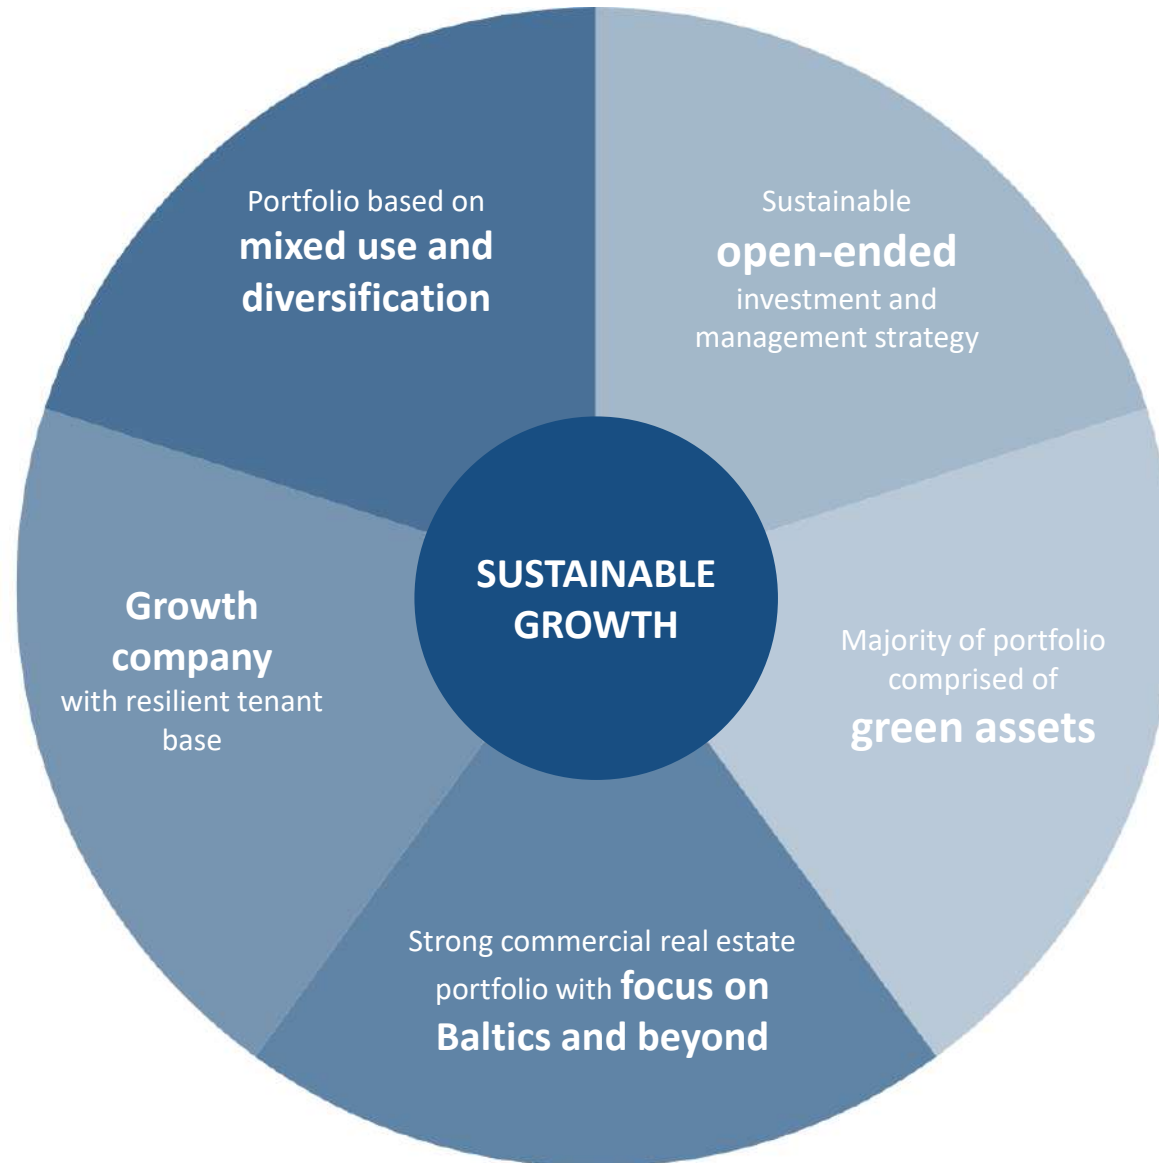 Portfolio based on
mixed use and
diversification
Sustainable
open-ended
investment and
management strategy
Growth
company
with resilient tenant
base
SUSTAINABLE
GROWTH
Majority of portfolio
comprised of
green assets
Strong commercial real estate
portfolio with focus on
Baltics and beyond